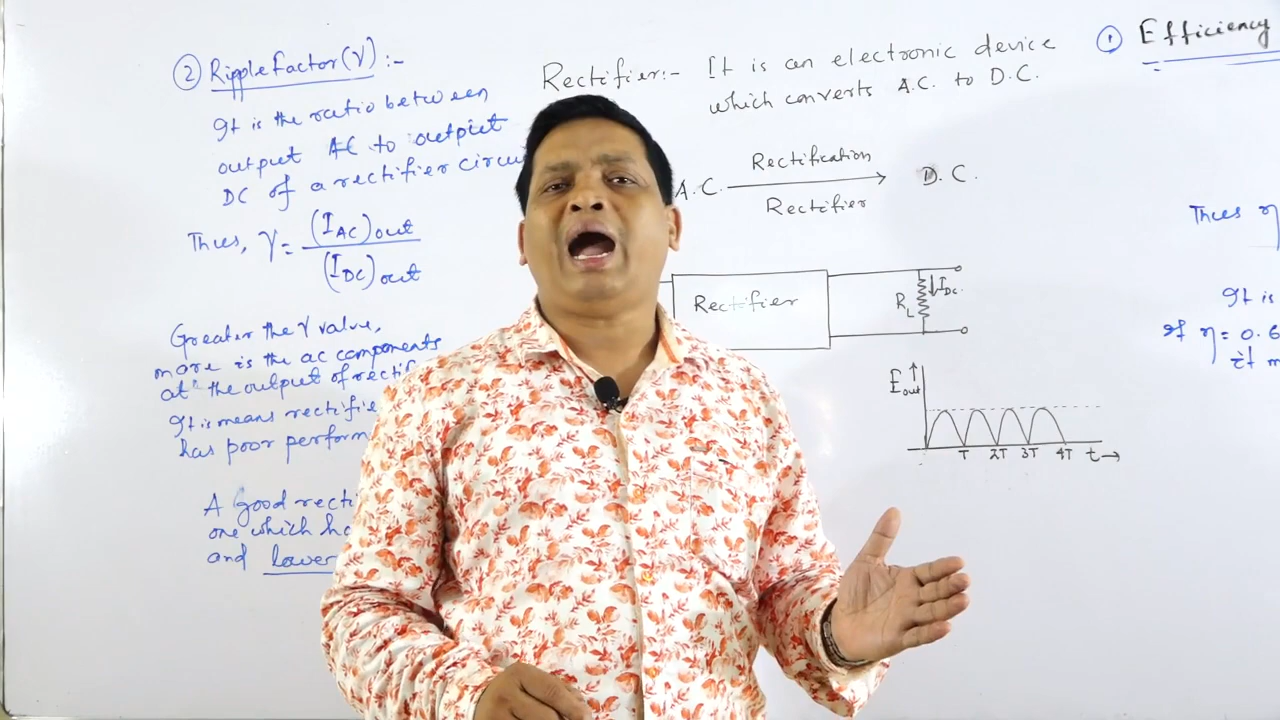 ② Ripple Factor (γ) :-
It is the ratio between
output AC to output
DC of a rectifier circu
Thus, γ = (I_AC)out
(I_DC)out
Greater the γ value,
more is the ac components
at the output of rectif
It is means rectifie
has poor perform
A good recti
one which ha
and lower
Rectifier :- It is an electronic device
which converts A.C. to D.C.
A.C. Rectification D.C.
Rectifier
Rectifier
R_L
I_DC
E_out
T 2T 3T 4T t→
① Efficiency
Thus η
It is
If η = 0.6
it m